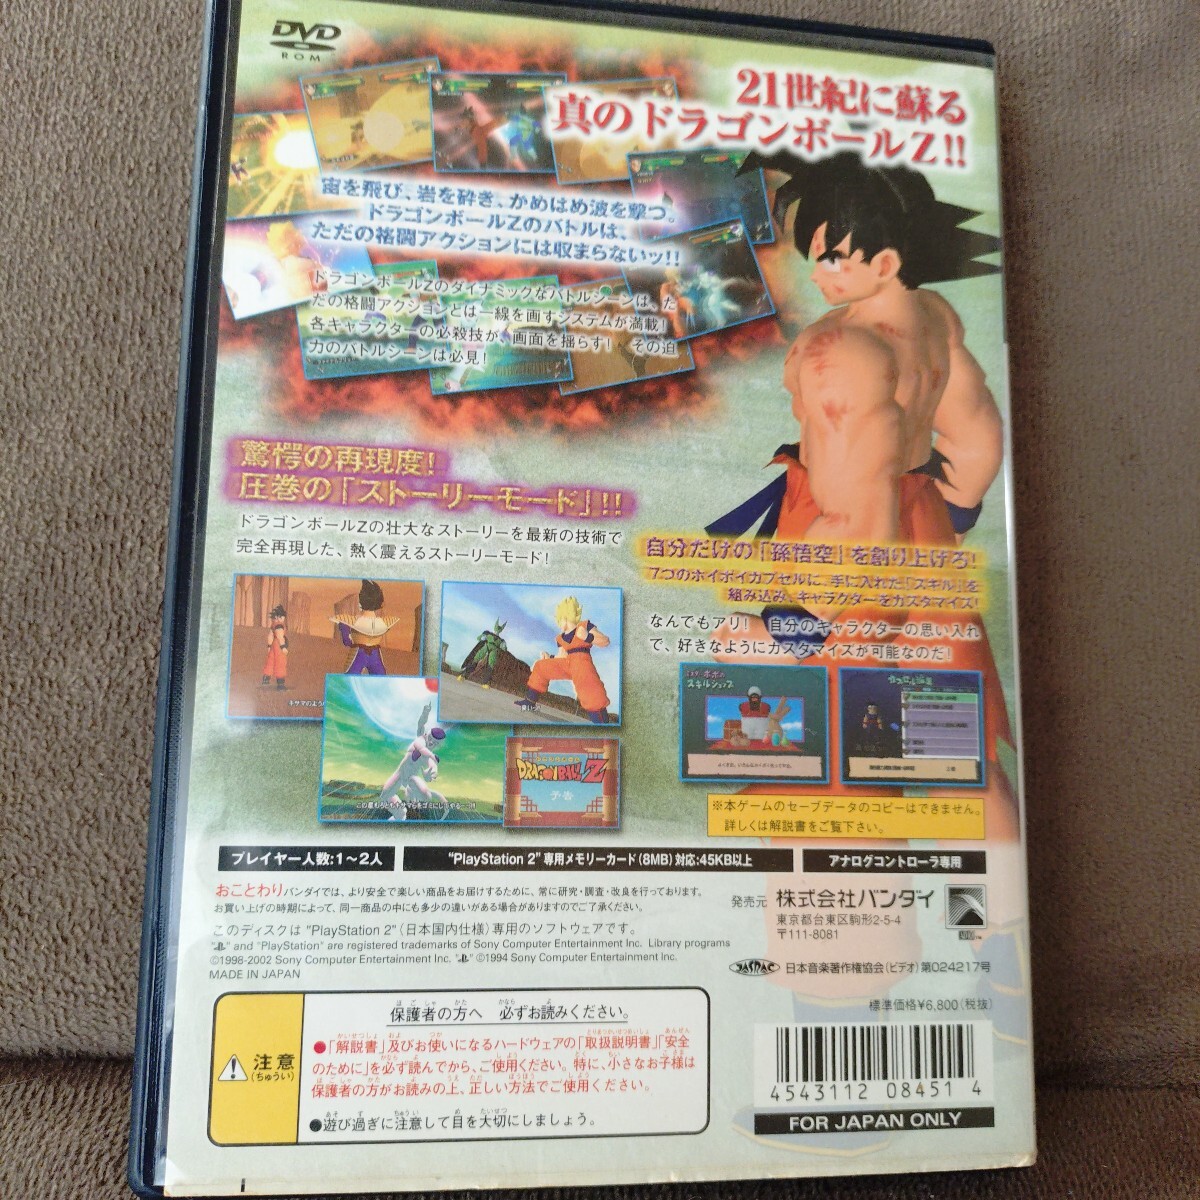 DVD
ROM
21世紀に蘇る
真のドラゴンボールZ!!
宙を飛び、岩を砕き、かめはめ波を撃つ。
ドラゴンボールZのバトルは、
ただの格闘アクションには収まらないッ!!
ドラゴンボールZのダイナミックなバトルシーンは、た
だの格闘アクションとは一線を画すシステムが満載!
各キャラクターの必殺技が、画面を揺らす! その迫
力のバトルシーンは必見!
驚愕の再現度!
圧巻の「ストーリーモード」!!
ドラゴンボールZの壮大なストーリーを最新の技術で
完全再現した、熱く震えるストーリーモード!
自分だけの「孫悟空」を創り上げろ!
7つのホイポイカプセルに、手に入れた「スキル」を
組み込み、キャラクターをカスタマイズ!
なんでもアリ! 自分のキャラクターの思い入れ
で、好きなようにカスタマイズが可能なのだ!
スキルショップ
DRAGON BALL Z
予告
※本ゲームのセーブデータのコピーはできません。
詳しくは解説書をご覧下さい。
プレイヤー人数:1〜2人
"PlayStation 2"専用メモリーカード(8MB)対応:45KB以上
アナログコントローラ専用
おことわり バンダイでは、より安全で楽しい商品をお届けするために、常に研究・調査・改良を行っております。
お買い上げの時期によって、同一商品の中にも多少の違いがある場合がありますのでご了承ください。
このディスクは "PlayStation 2"(日本国内仕様)専用のソフトウェアです。
" " and "PlayStation" are registered trademarks of Sony Computer Entertainment Inc. Library programs
©1998-2002 Sony Computer Entertainment Inc. " " ©1994 Sony Computer Entertainment Inc.
MADE IN JAPAN
発売元 株式会社バンダイ
東京都台東区駒形2-5-4
〒111-8081
JASRAC 日本音楽著作権協会(ビデオ)第024217号
標準価格¥6,800(税抜)
注意
(ちゅうい)
保護者の方へ 必ずお読みください。
●「解説書」及びお使いになるハードウェアの「取扱説明書」「安全
のために」を必ず読んでから、ご使用ください。特に、小さなお子様は
保護者の方がお読みの上、正しい方法でご使用ください。
●遊び過ぎに注意して目を大切にしましょう。
4543112 08451 4
FOR JAPAN ONLY